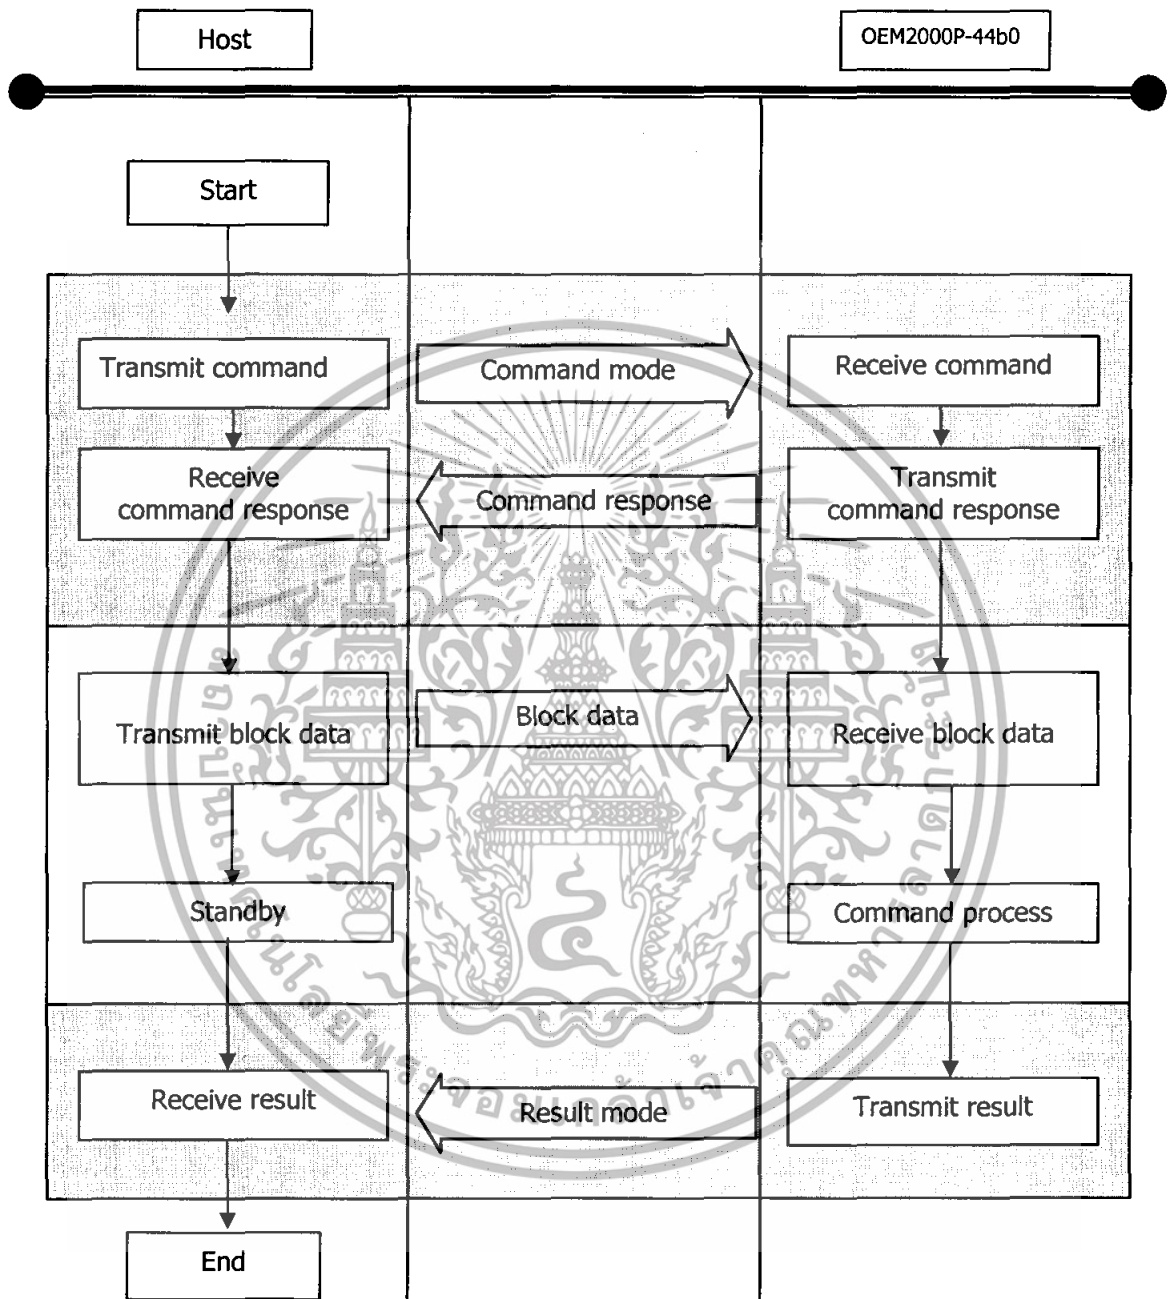 Host
OEM2000P-44b0
Start
Transmit command
Command mode
Receive command
Receive
command response
Command response
Transmit
command response
Transmit block data
Block data
Receive block data
Standby
Command process
Receive result
Result mode
Transmit result
End